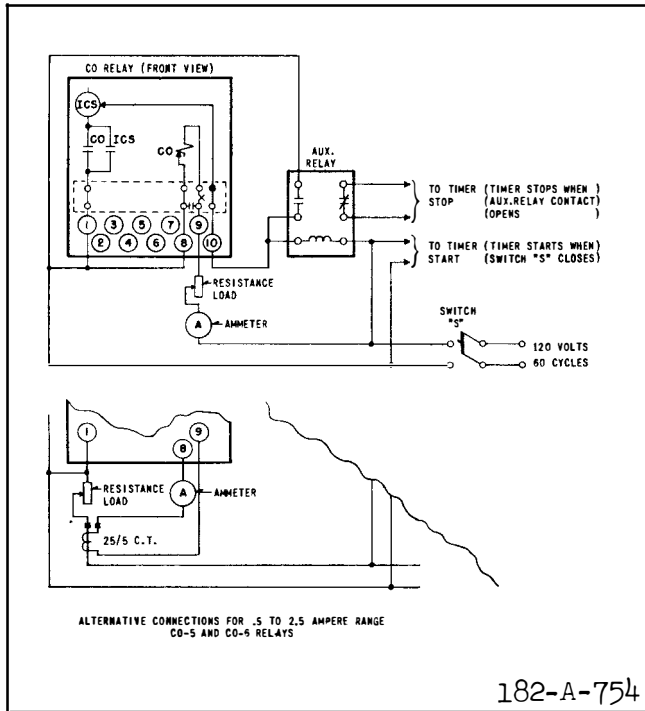 CO RELAY (FRONT VIEW)
ICS
CO ICS
CO
1 3 5 7 9
2 4 6 8 10
AUX.
RELAY
TO TIMER (TIMER STOPS WHEN )
STOP (AUX.RELAY CONTACT)
(OPENS )
TO TIMER (TIMER STARTS WHEN)
START (SWITCH "S" CLOSES)
RESISTANCE
LOAD
A AMMETER
SWITCH
"S"
120 VOLTS
60 CYCLES
1 8 9
RESISTANCE
LOAD
A AMMETER
25/5 C.T.
ALTERNATIVE CONNECTIONS FOR .5 TO 2.5 AMPERE RANGE
CO-5 AND CO-6 RELAYS
182-A-754